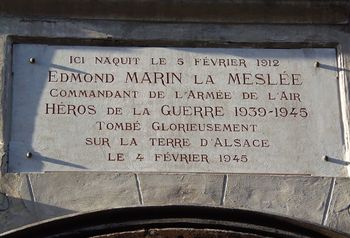 ICI NAQUIT LE 5 FÉVRIER 1912
EDMOND MARIN LA MESLÉE
COMMANDANT DE L'ARMÉE DE L'AIR
HÉROS DE LA GUERRE 1939-1945
TOMBÉ GLORIEUSEMENT
SUR LA TERRE D'ALSACE
LE 4 FÉVRIER 1945